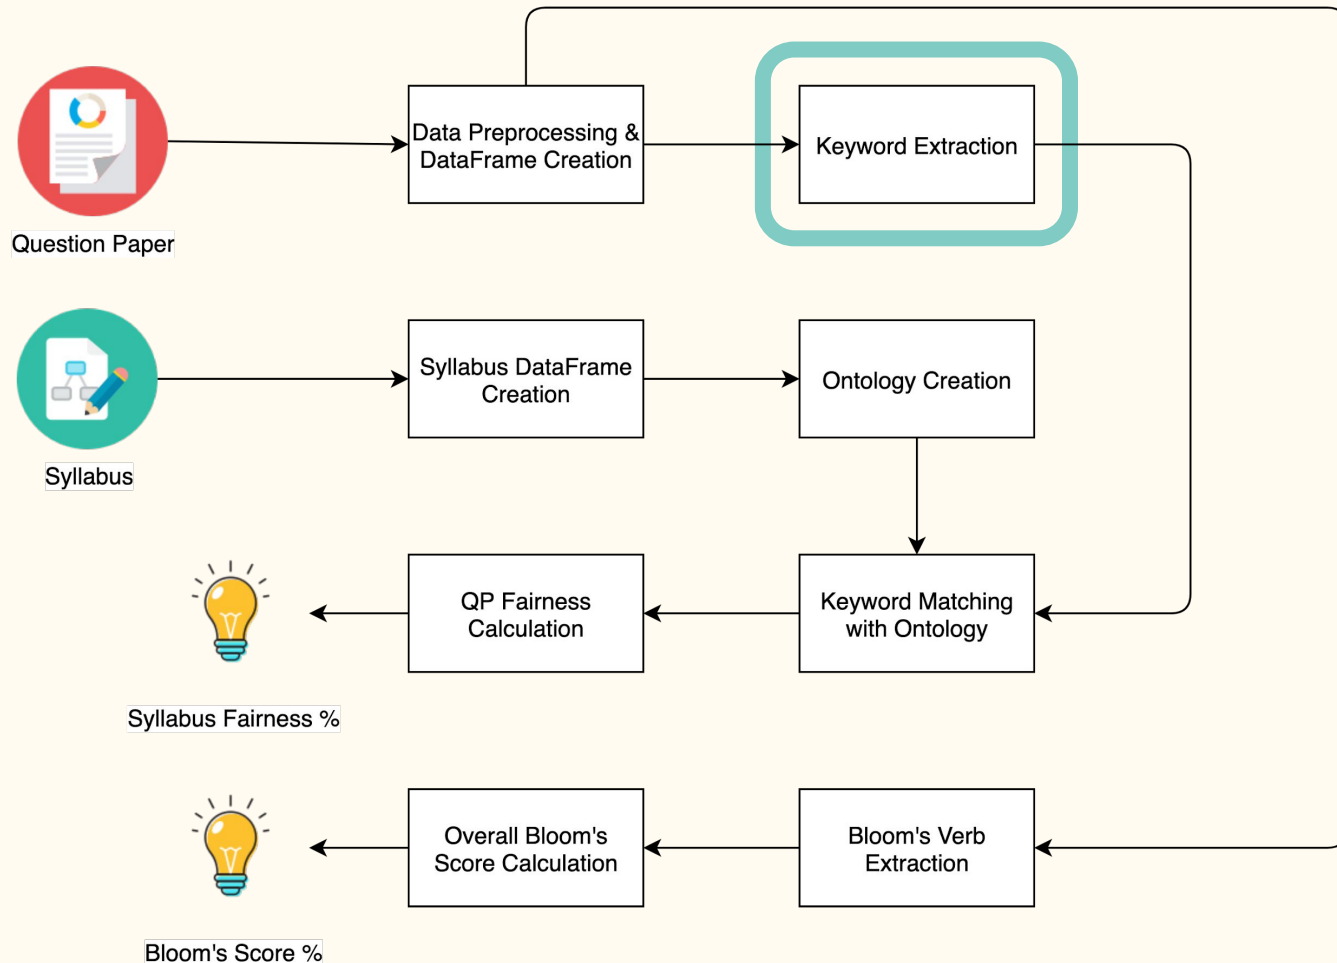 Data Preprocessing &
DataFrame Creation
Keyword Extraction
Question Paper
Syllabus DataFrame
Creation
Ontology Creation
Syllabus
QP Fairness
Calculation
Keyword Matching
with Ontology
Syllabus Fairness %
Overall Bloom's
Score Calculation
Bloom's Verb
Extraction
Bloom's Score %